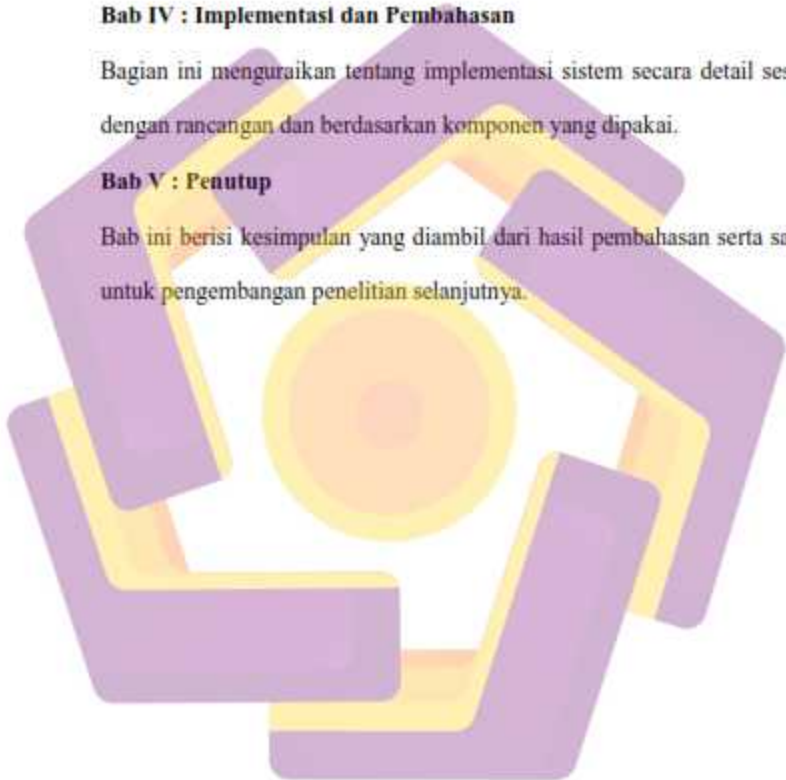 Bab IV : Implementasi dan Pembahasan
Bagian ini menguraikan tentang implementasi sistem secara detail
dengan rancangan dan berdasarkan komponen yang dipakai.
Bab V : Penutup
Bab ini berisi kesimpulan yang diambil dari hasil pembahasan serta
untuk pengembangan penelitian selanjutnya.